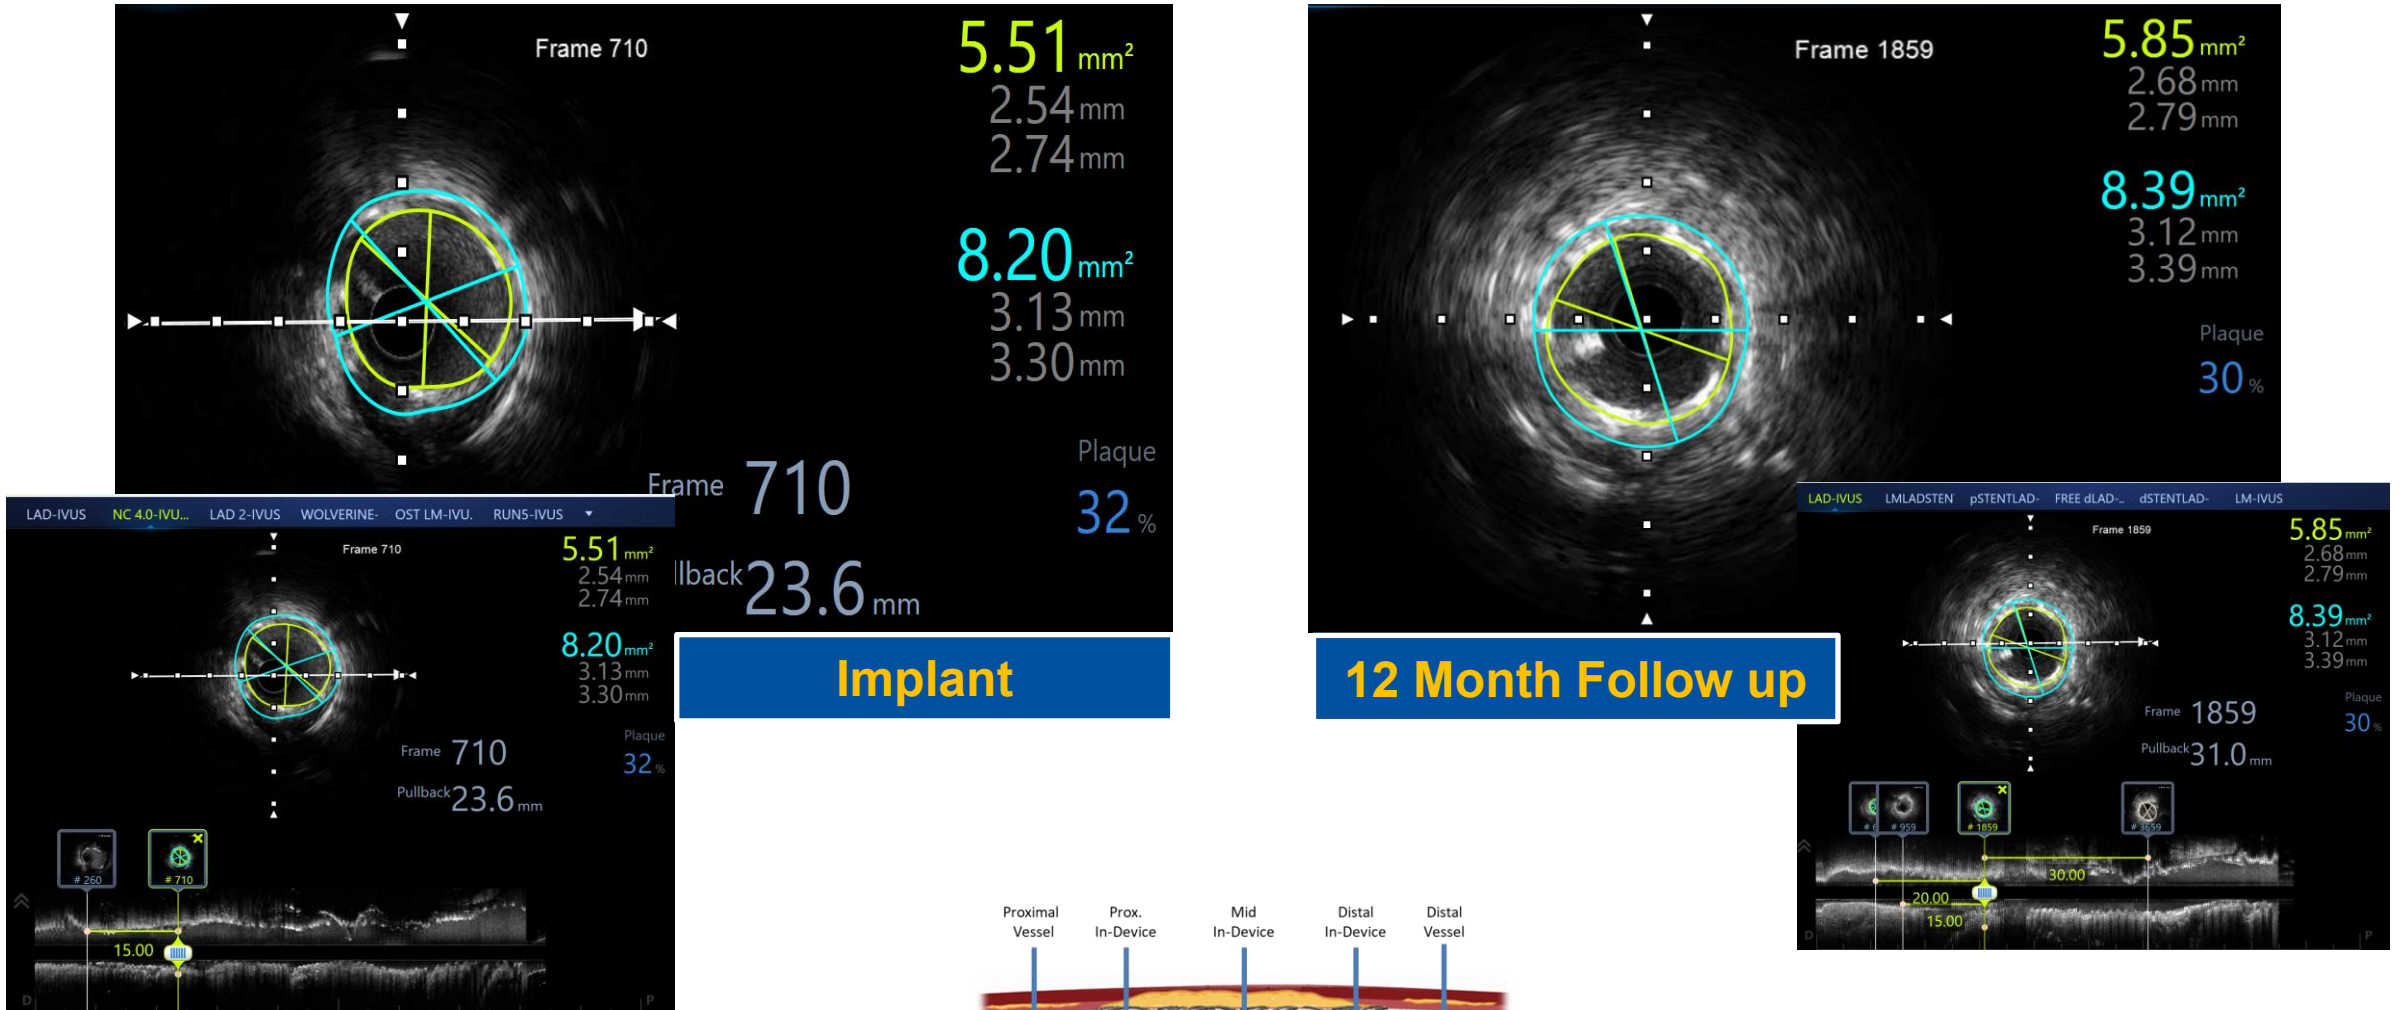 Frame 710
5.51 mm²
2.54 mm
2.74 mm
8.20 mm²
3.13 mm
3.30 mm
Plaque
32 %
Frame 710
llback 23.6 mm
Implant
Frame 1859
5.85 mm²
2.68 mm
2.79 mm
8.39 mm²
3.12 mm
3.39 mm
Plaque
30 %
12 Month Follow up
LAD-IVUS NC 4.0-IVU... LAD 2-IVUS WOLVERINE- OST LM-IVU. RUN5-IVUS
Frame 710
5.51 mm²
2.54 mm
2.74 mm
8.20 mm²
3.13 mm
3.30 mm
Plaque
32 %
Frame 710
Pullback 23.6 mm
# 260 # 710
15.00
D P
LAD-IVUS LMLADSTEN pSTENTLAD- FREE dLAD-.. dSTENTLAD- LM-IVUS
Frame 1859
5.85 mm²
2.68 mm
2.79 mm
8.39 mm²
3.12 mm
3.39 mm
Plaque
30 %
Frame 1859
Pullback 31.0 mm
# 959 # 1859 # 3659
30.00
20.00
15.00
D P
Proximal Vessel
Prox. In-Device
Mid In-Device
Distal In-Device
Distal Vessel